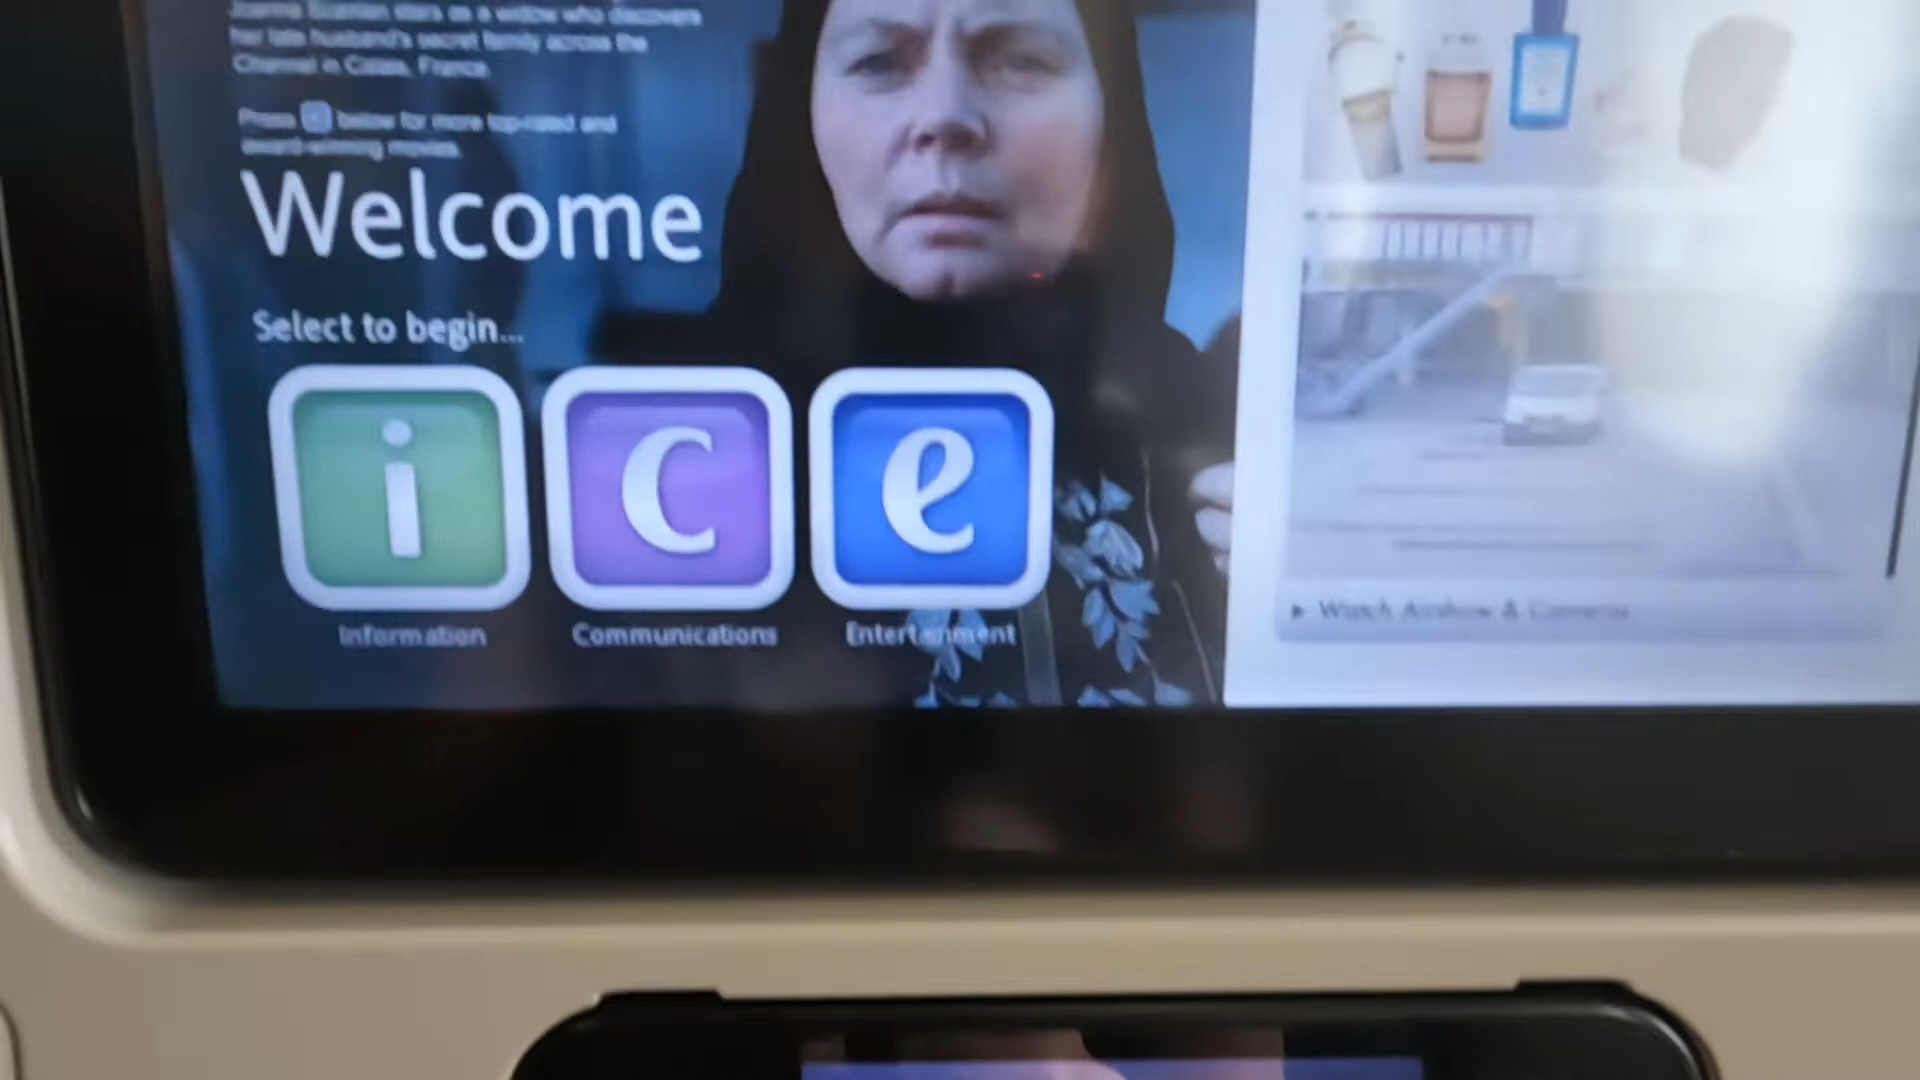 Joanna Scanlan stars as a widow who discovers
her late husband's secret family across the
Channel in Calais, France.
Press below for more top-rated and
award-winning movies.
Welcome
Select to begin...
i c e
Information Communications Entertainment
Watch Airshow & Cameras